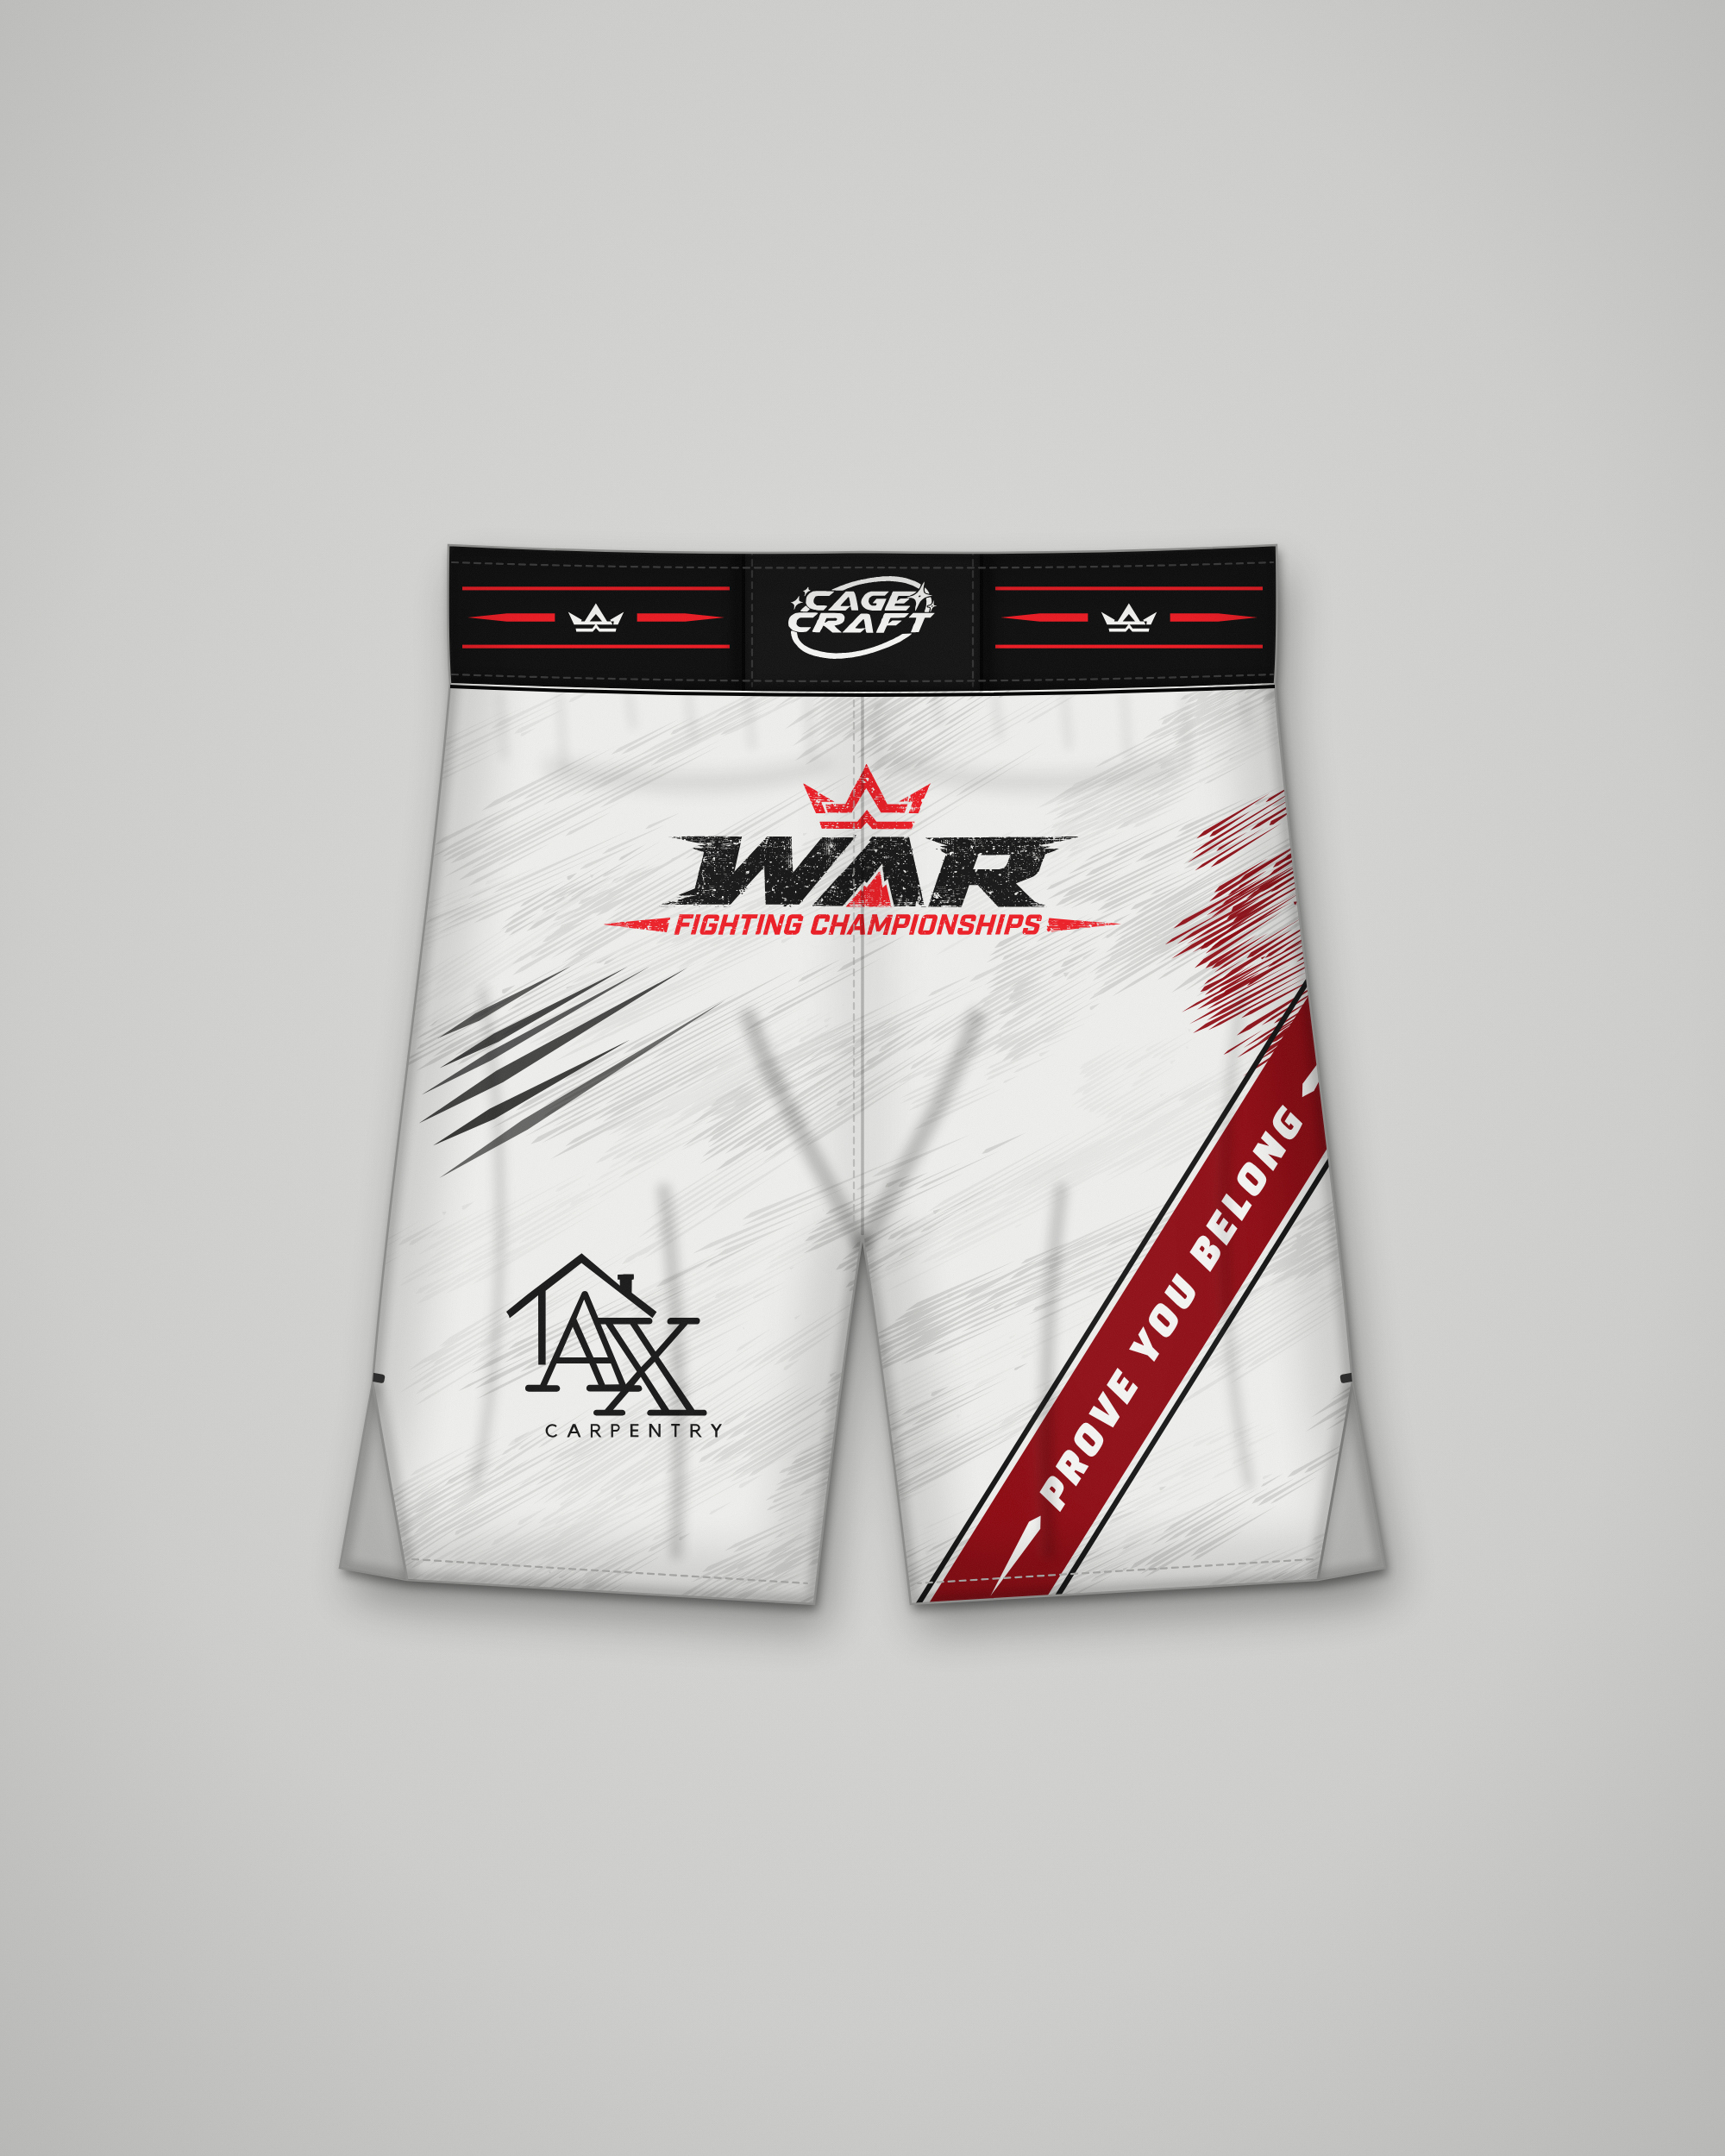 CAGE
CRAFT
WAR
FIGHTING CHAMPIONSHIPS
PROVE YOU BELONG
AX
CARPENTRY